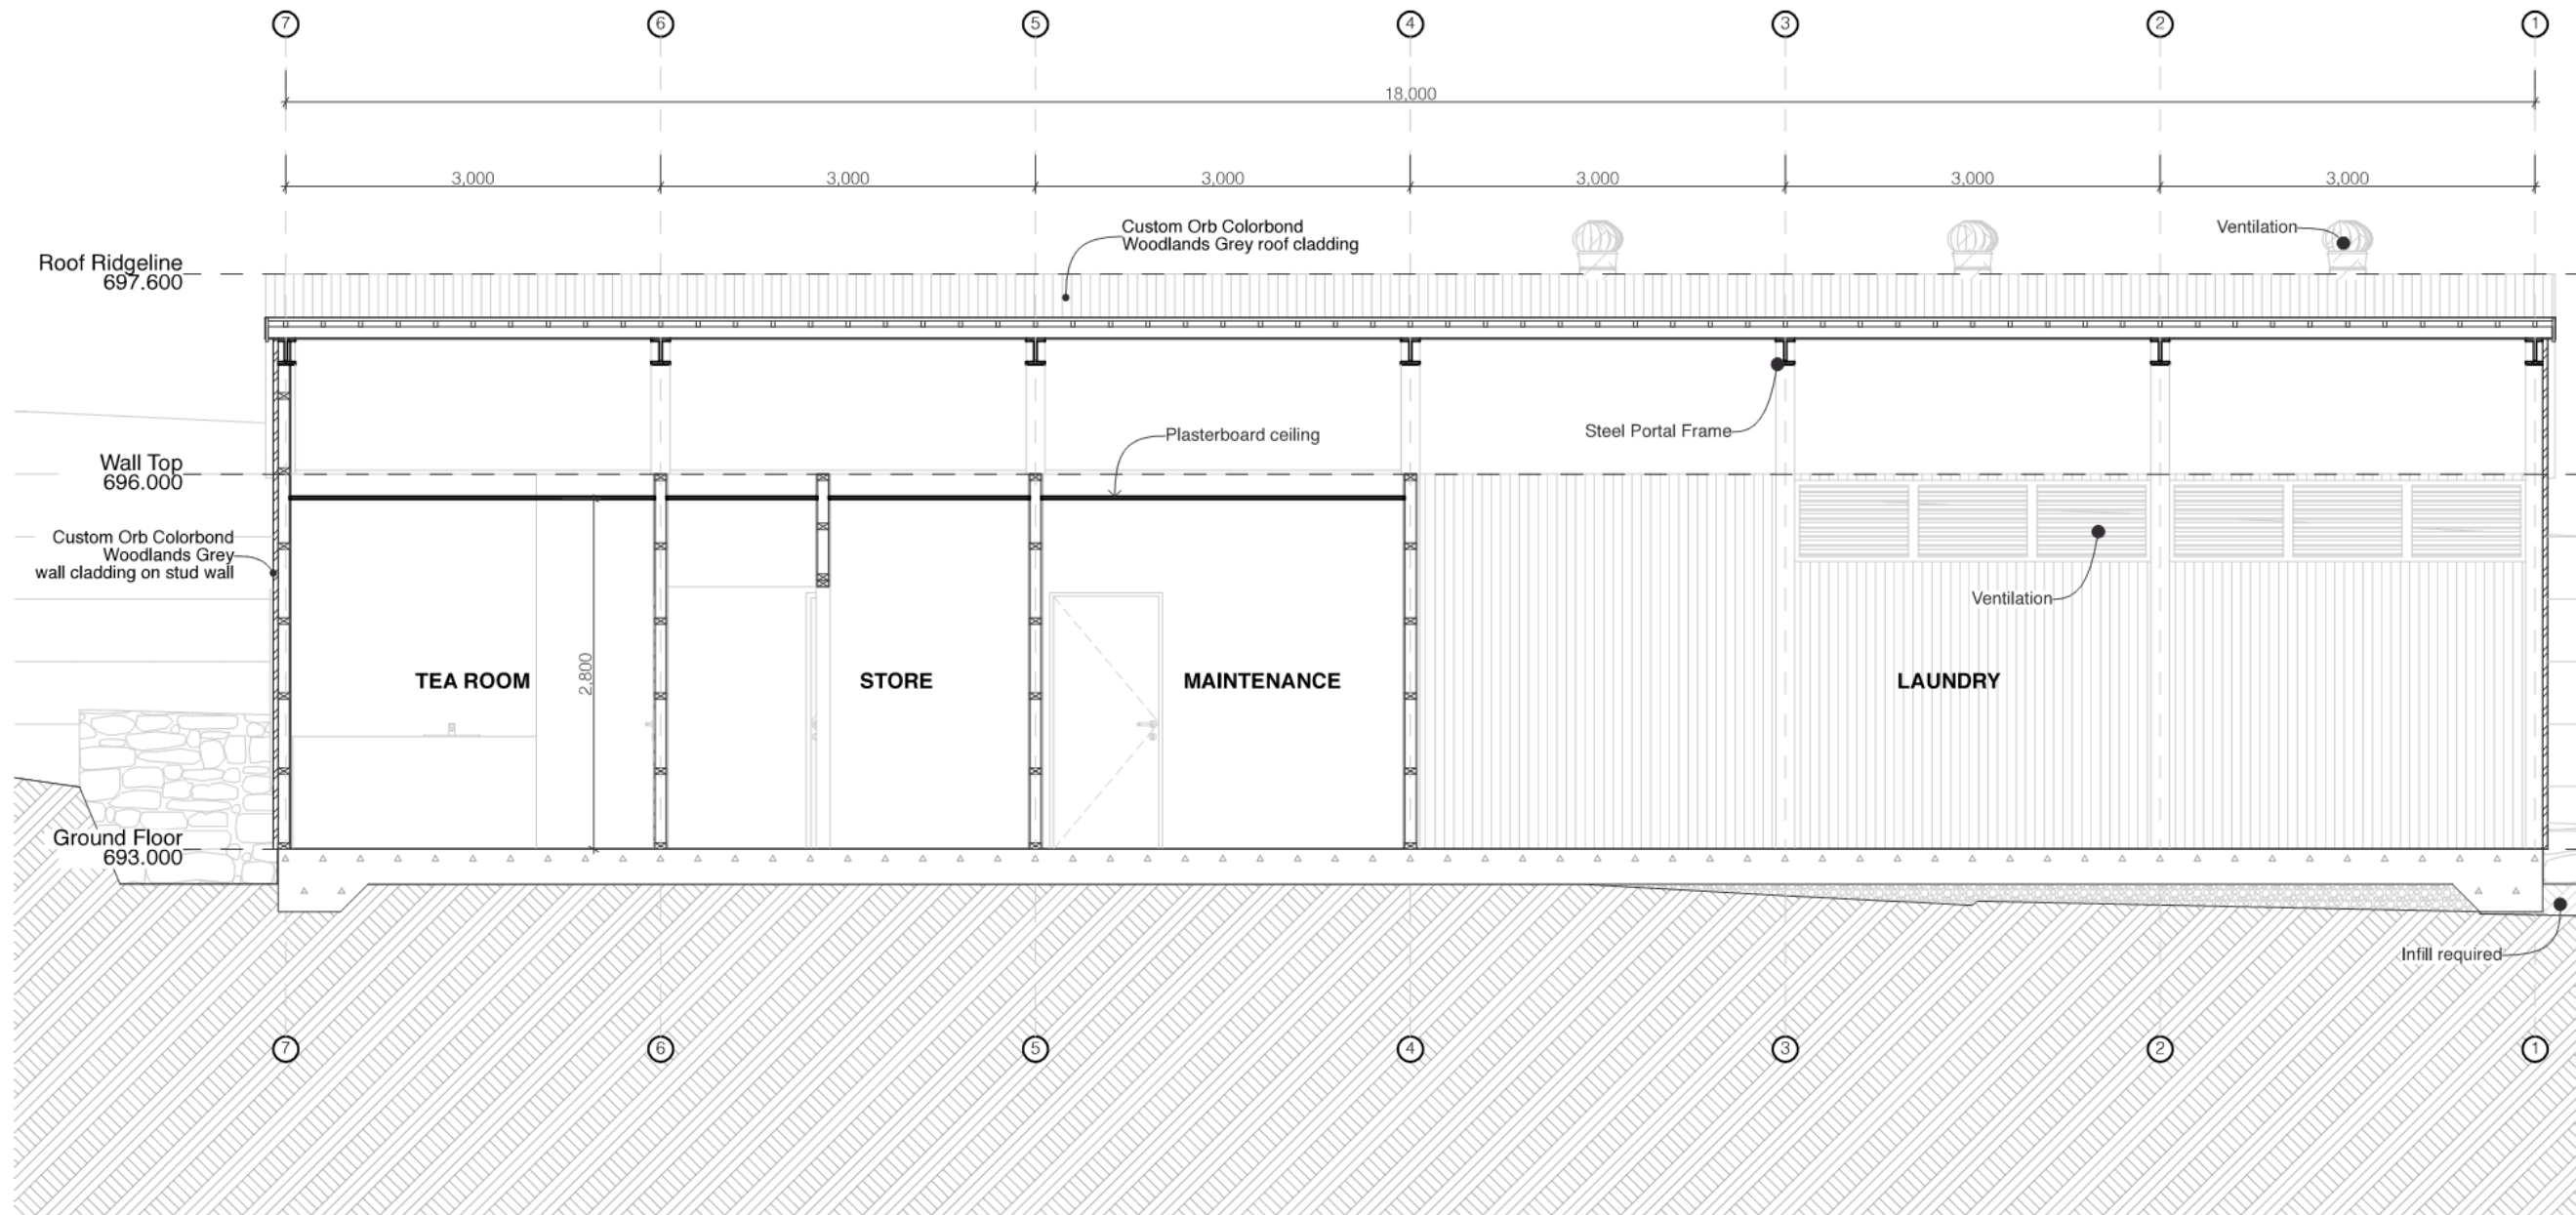 7 6 5 4 3 2 1
18,000
3,000 3,000 3,000 3,000 3,000 3,000
Custom Orb Colorbond
Woodlands Grey roof cladding
Ventilation
Roof Ridgeline
697.600
Plasterboard ceiling
Steel Portal Frame
Wall Top
696.000
Custom Orb Colorbond
Woodlands Grey
wall cladding on stud wall
Ventilation
2,800
TEA ROOM
STORE
MAINTENANCE
LAUNDRY
Ground Floor
693.000
Infill required
7 6 5 4 3 2 1